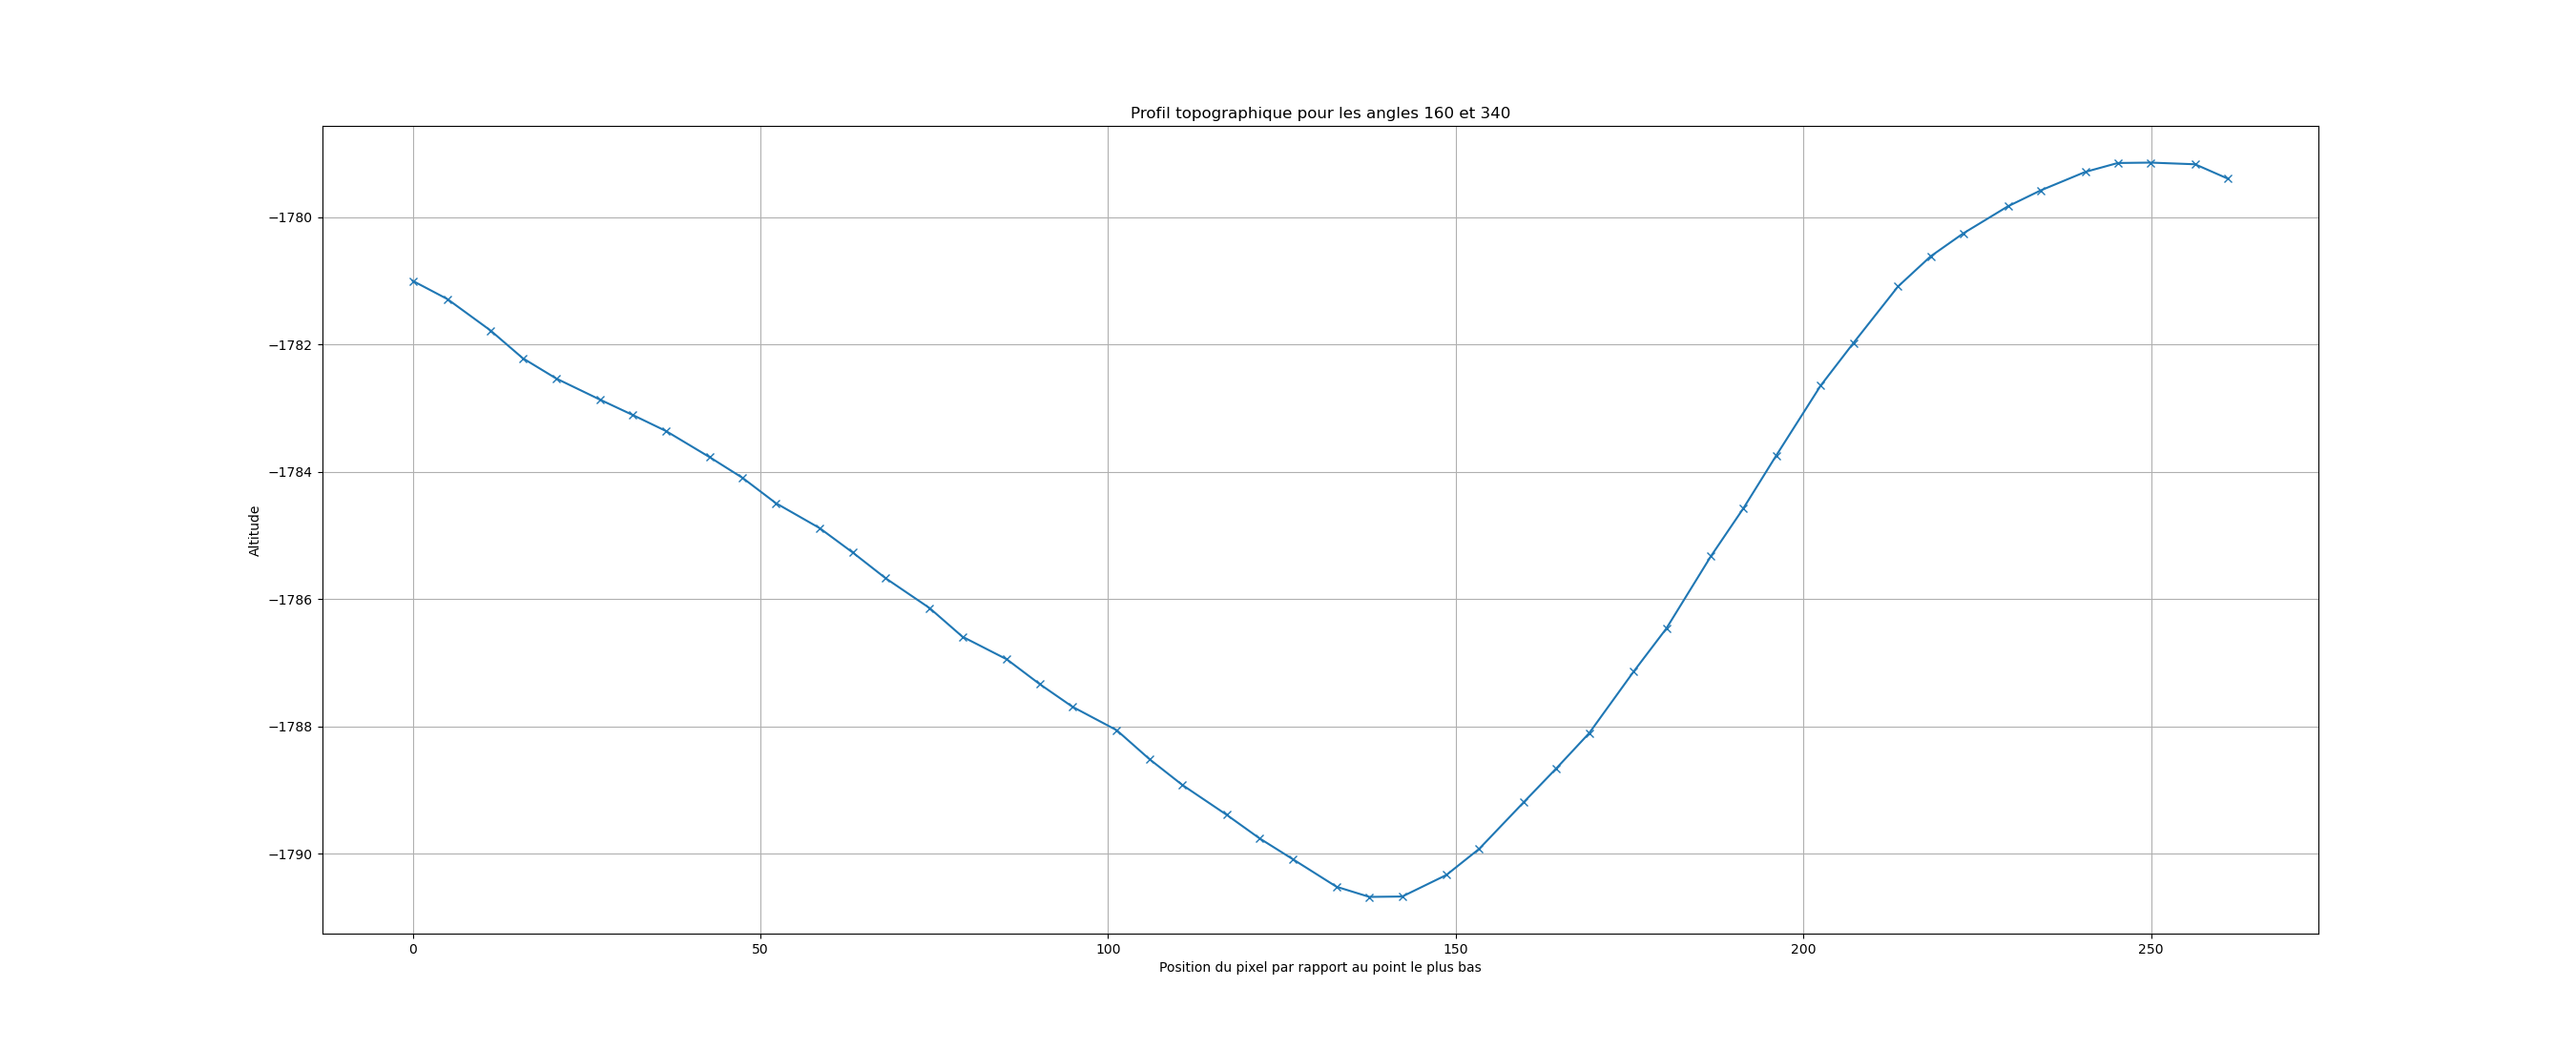 Profil topographique pour les angles 160 et 340
−1780
−1782
−1784
−1786
−1788
−1790
Altitude
0 50 100 150 200 250
Position du pixel par rapport au point le plus bas